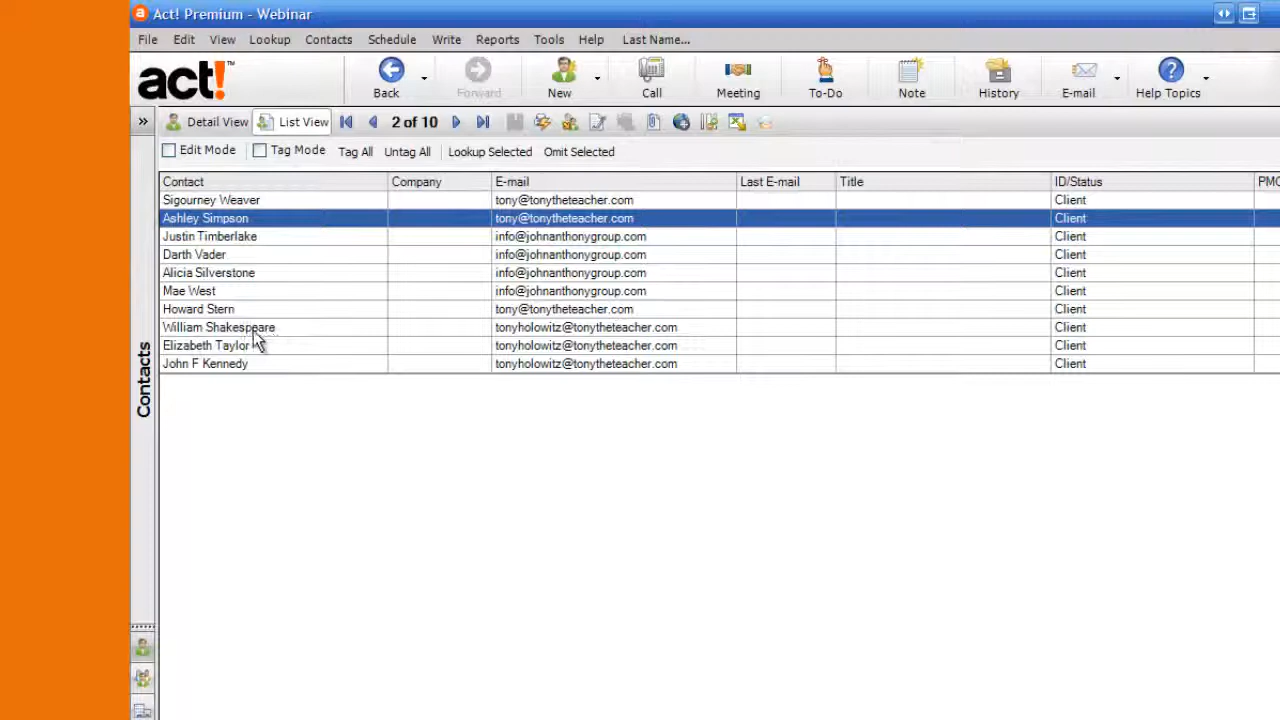 Act! Premium - Webinar
File Edit View Lookup Contacts Schedule Write Reports Tools Help Last Name...
act!™ Back Forward New Call Meeting To-Do Note History E-mail Help Topics
» Detail View List View 2 of 10
Edit Mode Tag Mode Tag All Untag All Lookup Selected Omit Selected
Contact Company E-mail Last E-mail Title ID/Status
Sigourney Weaver tony@tonytheteacher.com Client
Ashley Simpson tony@tonytheteacher.com Client
Justin Timberlake info@johnanthonygroup.com Client
Darth Vader info@johnanthonygroup.com Client
Alicia Silverstone info@johnanthonygroup.com Client
Mae West info@johnanthonygroup.com Client
Howard Stern tony@tonytheteacher.com Client
William Shakespeare tonyholowitz@tonytheteacher.com Client
Elizabeth Taylor tonyholowitz@tonytheteacher.com Client
John F Kennedy tonyholowitz@tonytheteacher.com Client
Contacts